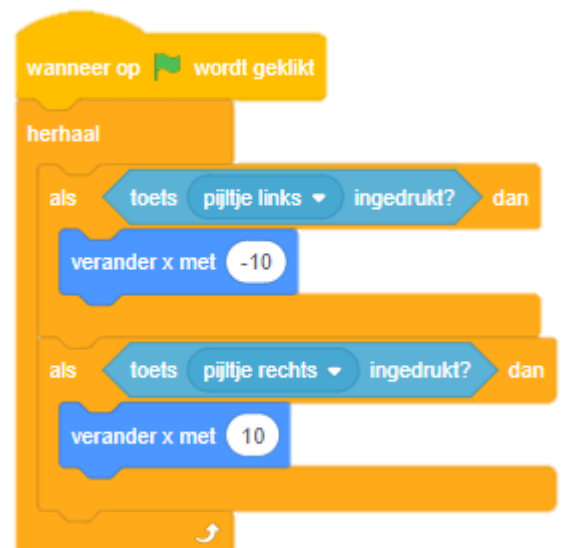 wanneer op wordt geklikt
herhaal
als toets pijltje links ingedrukt? dan
verander x met -10
als toets pijltje rechts ingedrukt? dan
verander x met 10